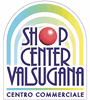 SHOP
CENTER
VALSUGANA
CENTRO COMMERCIALE